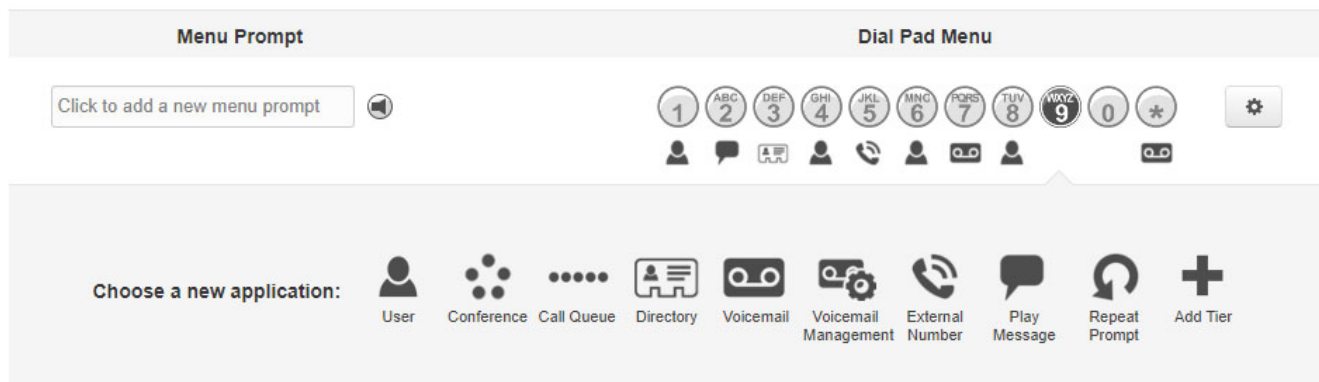 Menu Prompt
Dial Pad Menu
Click to add a new menu prompt
1 ABC 2 DEF 3 GHI 4 JKL 5 MNO 6 PQRS 7 TUV 8 WXYZ 9 0 *
Choose a new application:
User
Conference
Call Queue
Directory
Voicemail
Voicemail
Management
External
Number
Play
Message
Repeat
Prompt
Add Tier